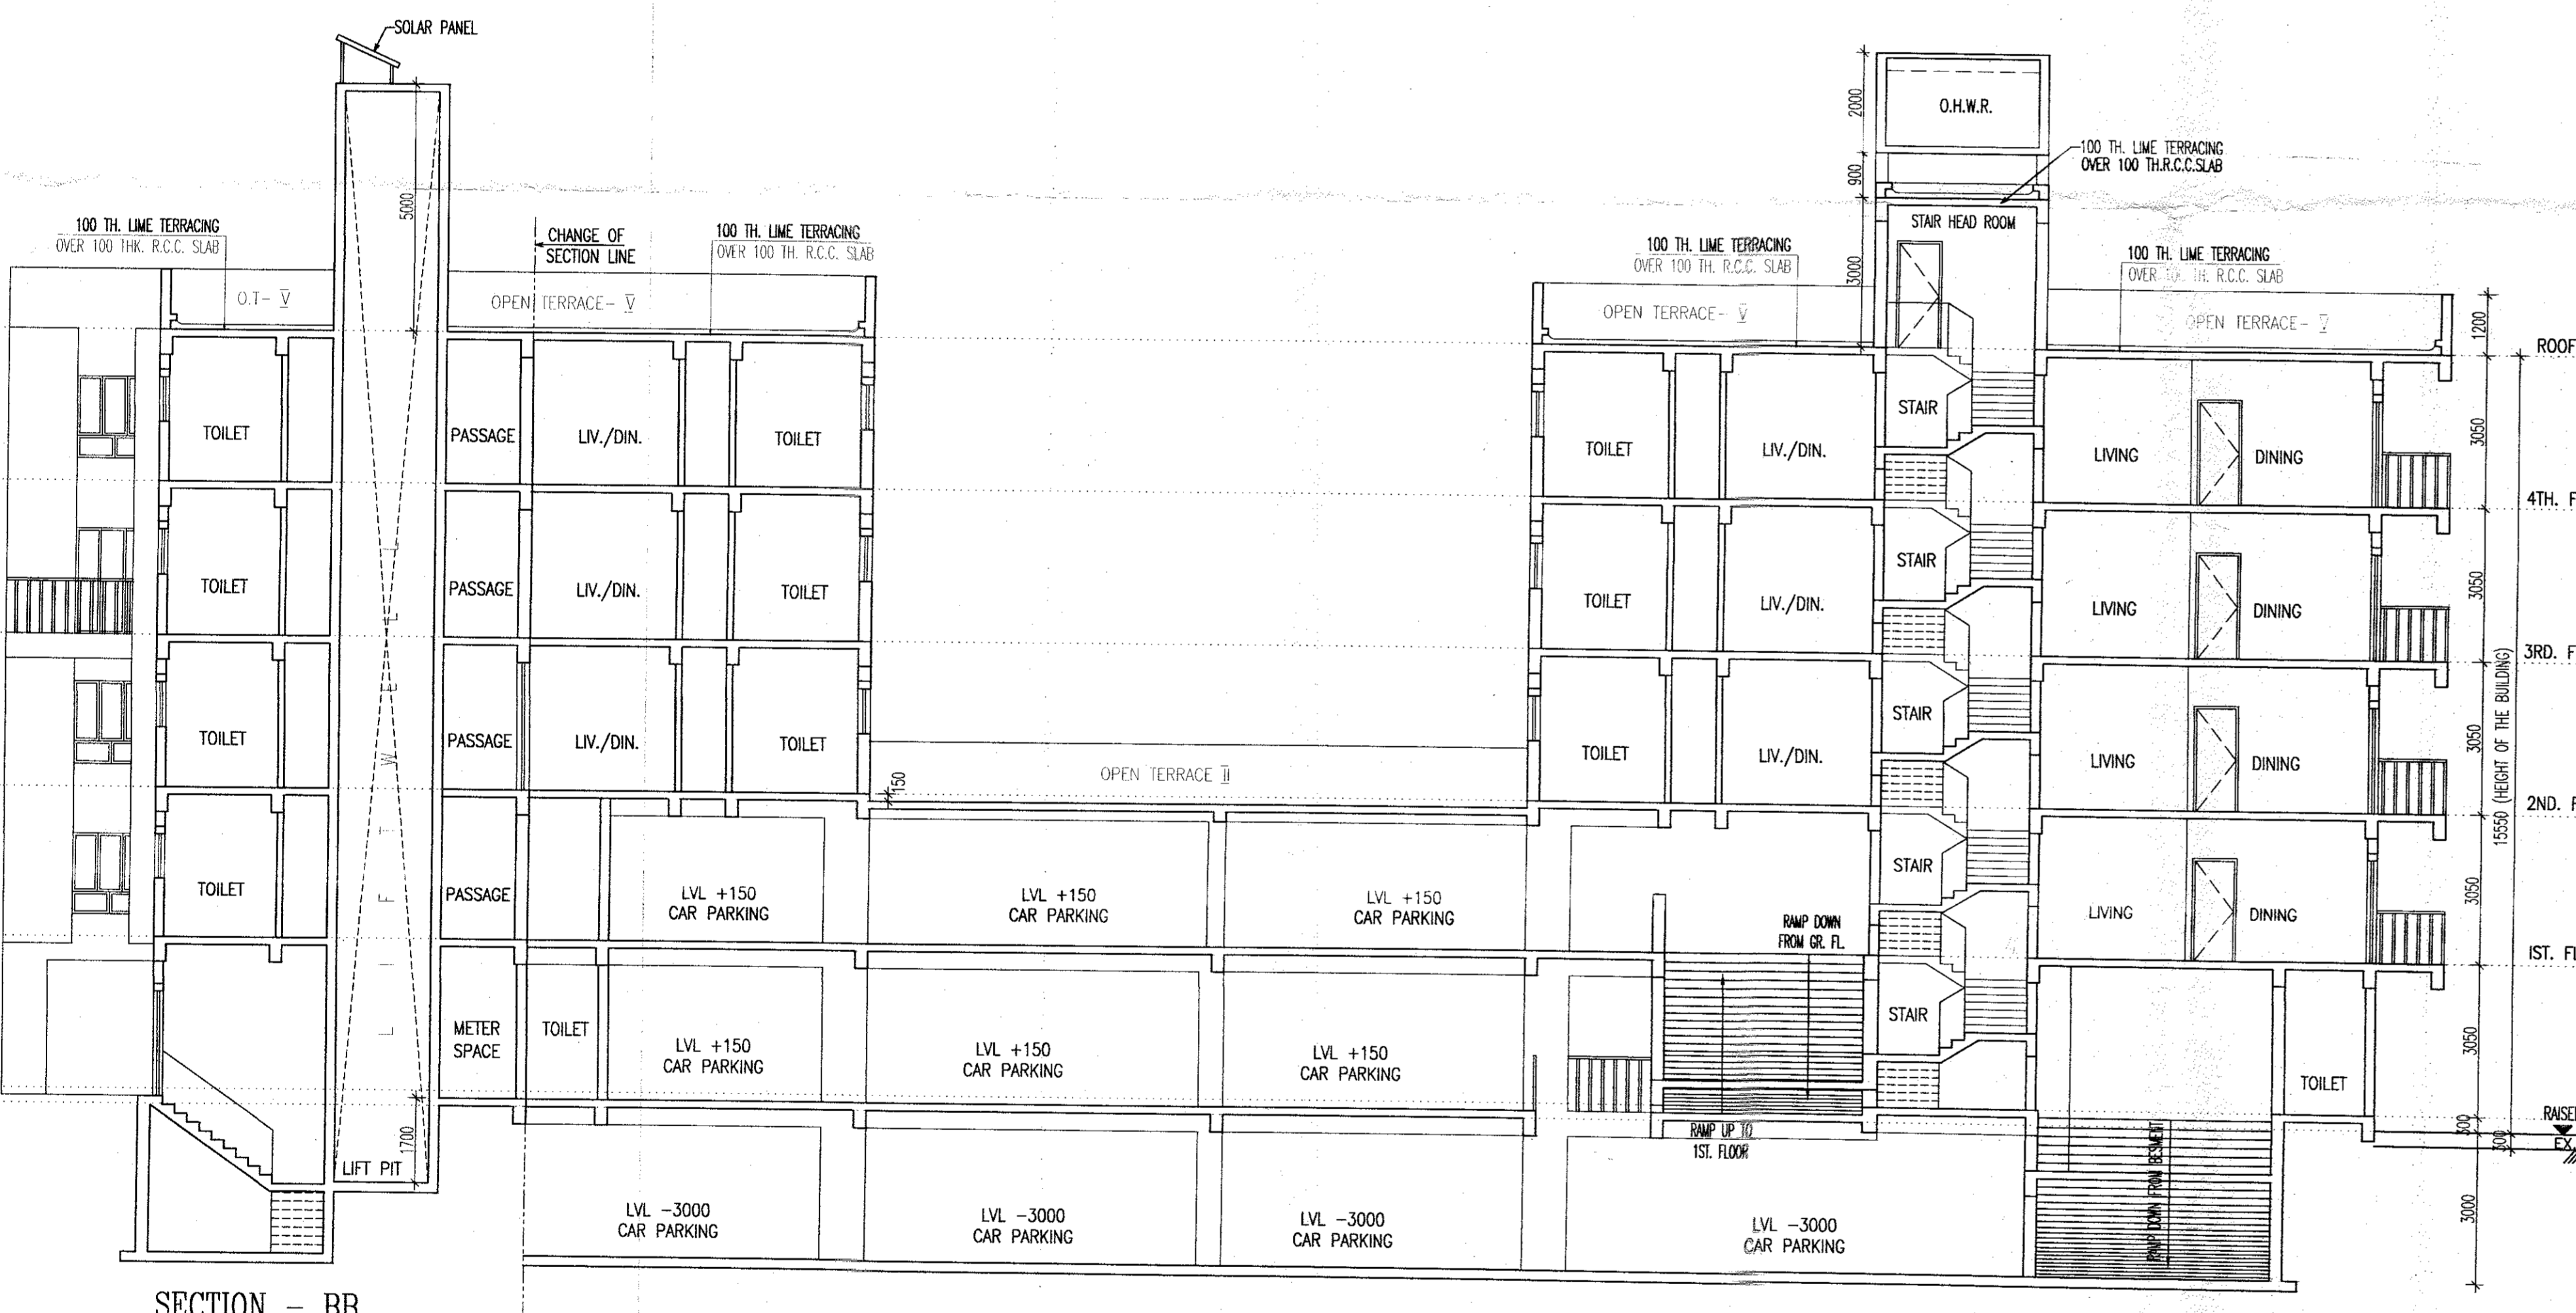 SOLAR PANEL
O.H.W.R.
2000
100 TH. LIME TERRACING
OVER 100 TH.R.C.C.SLAB
900
5000
STAIR HEAD ROOM
100 TH. LIME TERRACING
OVER 100 THK. R.C.C. SLAB
CHANGE OF
SECTION LINE
100 TH. LIME TERRACING
OVER 100 TH. R.C.C. SLAB
100 TH. LIME TERRACING
OVER 100 TH. R.C.C. SLAB
3000
100 TH. LIME TERRACING
OVER 100 TH. R.C.C. SLAB
O.T- V
OPEN TERRACE- V
OPEN TERRACE- V
OPEN TERRACE- V
1200
ROOF
TOILET
PASSAGE
LIV./DIN.
TOILET
TOILET
LIV./DIN.
STAIR
LIVING
DINING
3050
4TH. F
TOILET
PASSAGE
LIV./DIN.
TOILET
TOILET
LIV./DIN.
STAIR
LIVING
DINING
3050
3RD. F
LIFT WELL
TOILET
PASSAGE
LIV./DIN.
TOILET
TOILET
LIV./DIN.
STAIR
LIVING
DINING
3050
15550 (HEIGHT OF THE BUILDING)
150
OPEN TERRACE II
2ND. F
TOILET
PASSAGE
LVL +150
CAR PARKING
LVL +150
CAR PARKING
LVL +150
CAR PARKING
RAMP DOWN
FROM GR. FL.
STAIR
LIVING
DINING
3050
IST. FL
METER
SPACE
TOILET
LVL +150
CAR PARKING
LVL +150
CAR PARKING
LVL +150
CAR PARKING
STAIR
TOILET
3050
RAISE
300
300
EX.
RAMP UP TO
1ST. FLOOR
RAMP DOWN FROM BESMENT
1700
LIFT PIT
LVL -3000
CAR PARKING
LVL -3000
CAR PARKING
LVL -3000
CAR PARKING
LVL -3000
CAR PARKING
3000
SECTION - BB